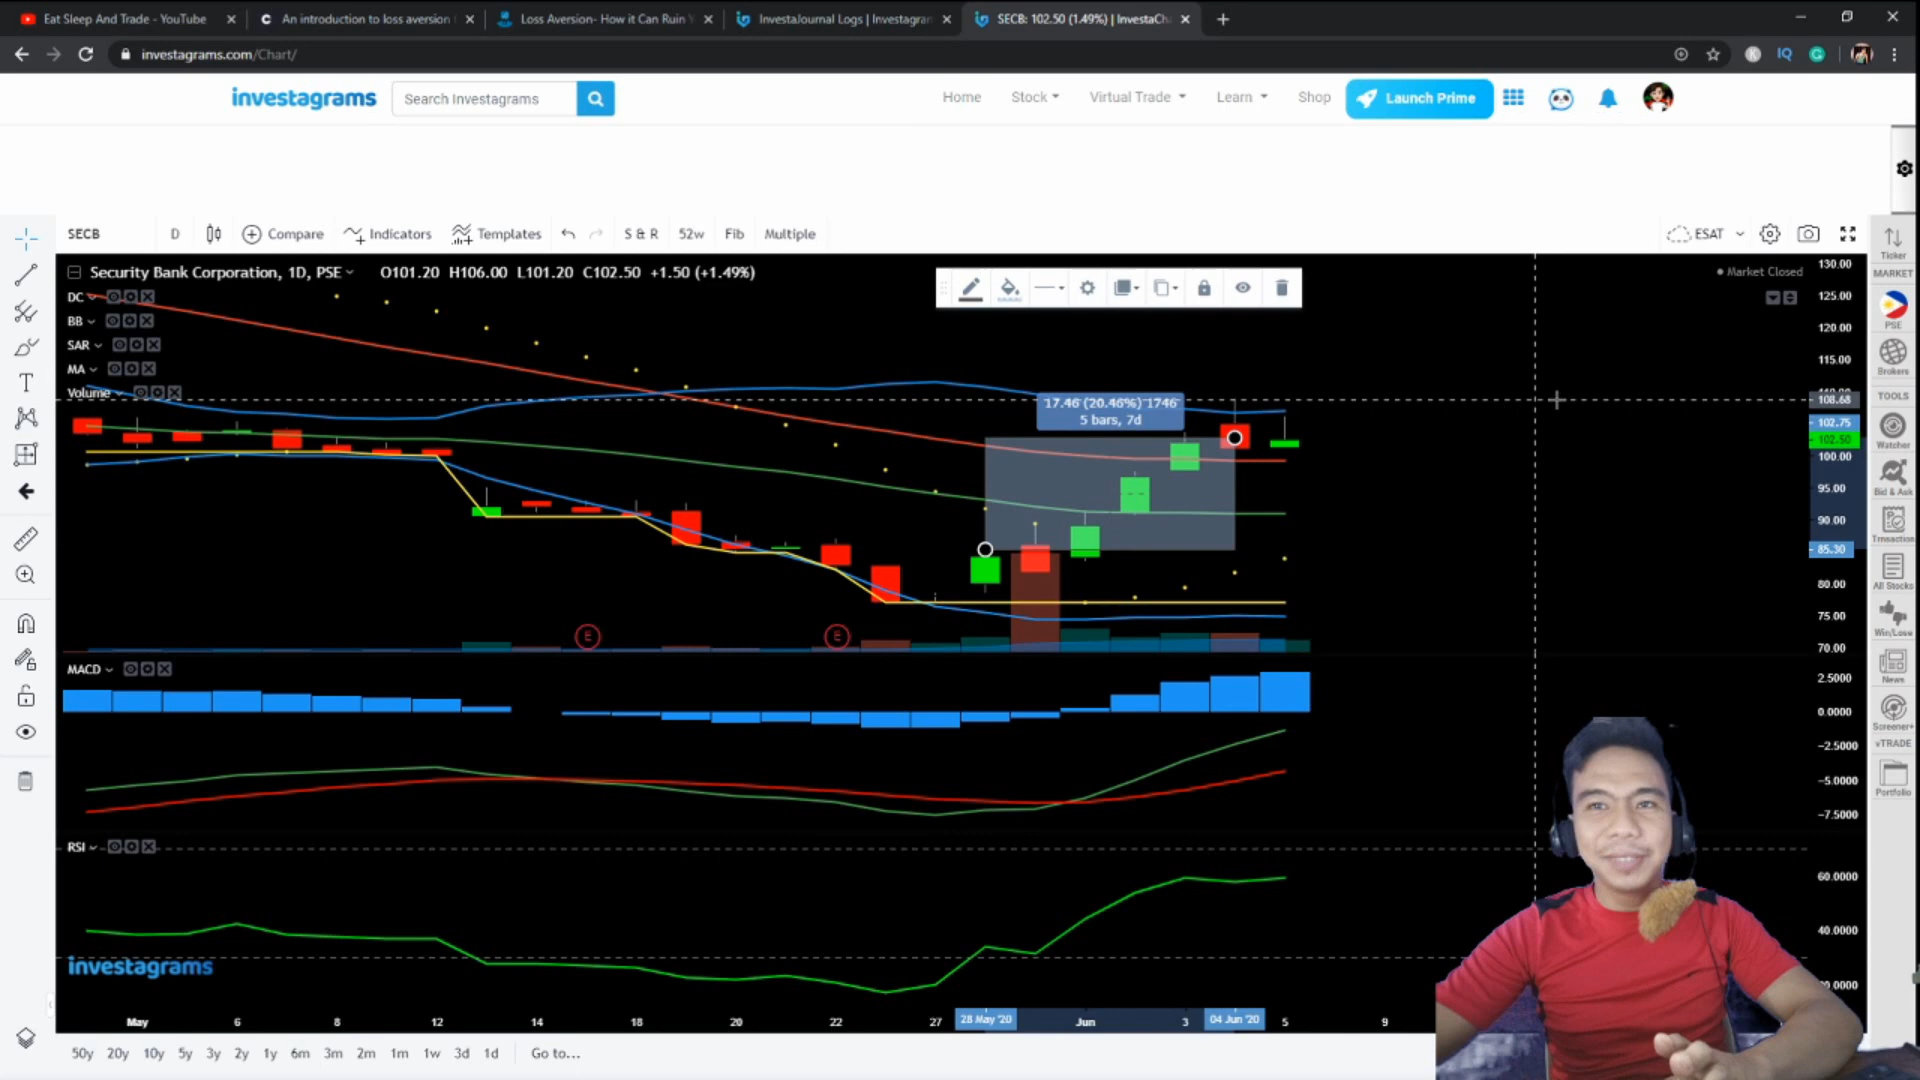 Eat Sleep And Trade - YouTube
An introduction to loss aversion
Loss Aversion- How it Can Ruin
InvestaJournal Logs | Investagram
SECB: 102.50 (1.49%) | InvestaCh
investagrams.com/Chart/
IQ
investagrams
Search Investagrams
Home
Stock
Virtual Trade
Learn
Shop
Launch Prime
SECB
D
Compare
Indicators
Templates
S & R
52w
Fib
Multiple
ESAT
Security Bank Corporation, 1D, PSE
O101.20 H106.00 L101.20 C102.50 +1.50 (+1.49%)
Market Closed
DC
BB
SAR
MA
Volume
17.46 (20.46%) 1746
5 bars, 7d
E
E
130.00
125.00
120.00
115.00
108.68
102.75
102.50
100.00
95.00
90.00
85.30
80.00
75.00
70.00
MACD
2.5000
0.0000
-2.5000
-5.0000
-7.5000
RSI
60.0000
40.0000
investagrams
May
6
8
12
14
18
20
22
27
28 May '20
Jun
3
04 Jun '20
5
9
50y
20y
10y
5y
3y
2y
1y
6m
3m
2m
1m
1w
3d
1d
Go to...
Ticker
MARKET
PSE
Brokers
TOOLS
Watcher
Bid & Ask
Trnsaction
All Stocks
Win/Lose
News
Screener+
vTRADE
Portfolio